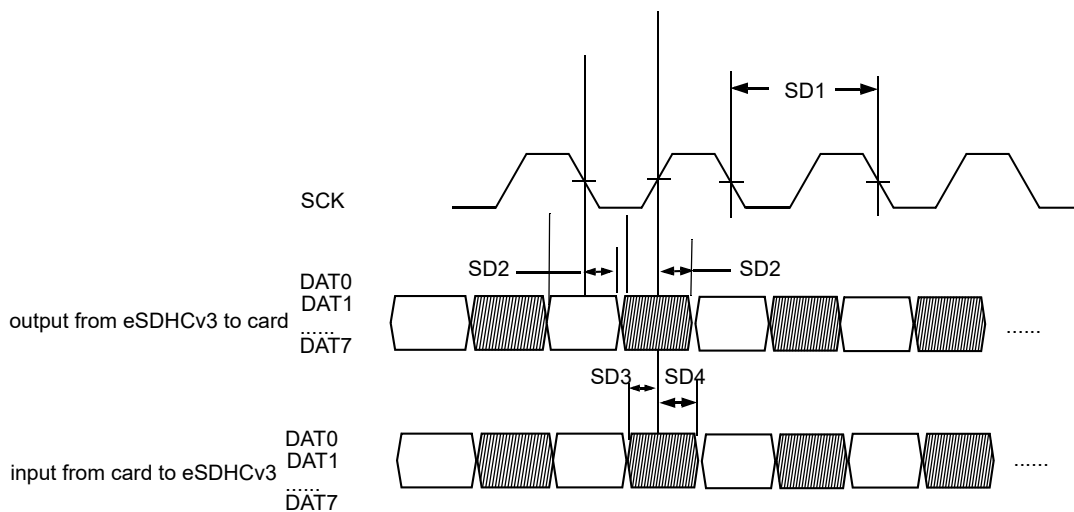 SD1
SCK
SD2
SD2
DAT0
DAT1
output from eSDHCv3 to card
......
......
DAT7
SD3
SD4
DAT0
DAT1
input from card to eSDHCv3
......
......
DAT7